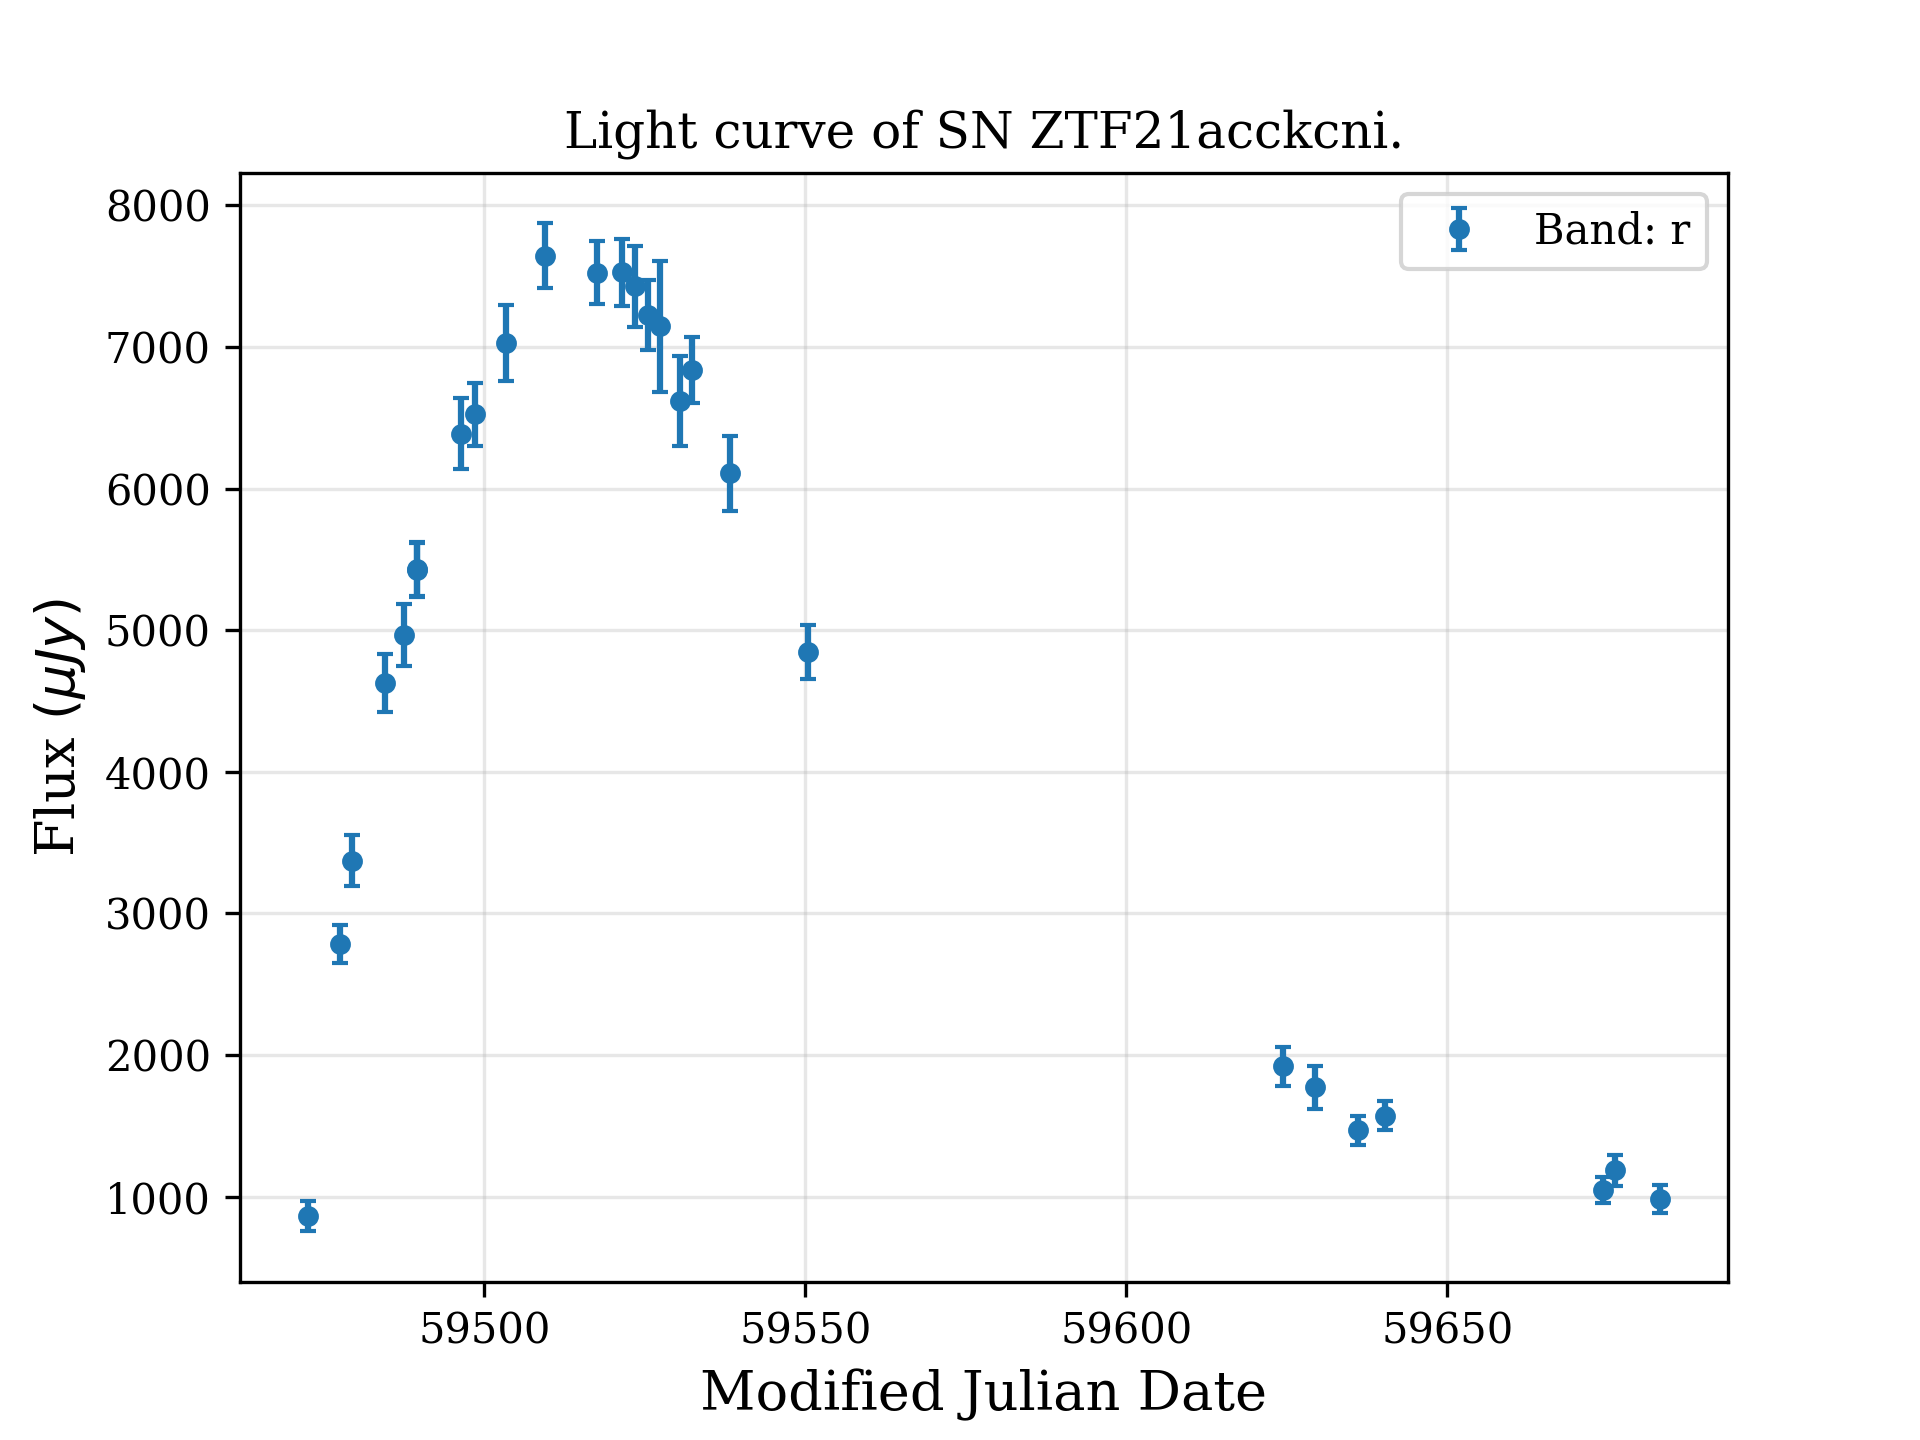 Light curve of SN ZTF21acckcni.
Band: r
8000
7000
6000
5000
4000
3000
2000
1000
Flux (μJy)
59500 59550 59600 59650
Modified Julian Date